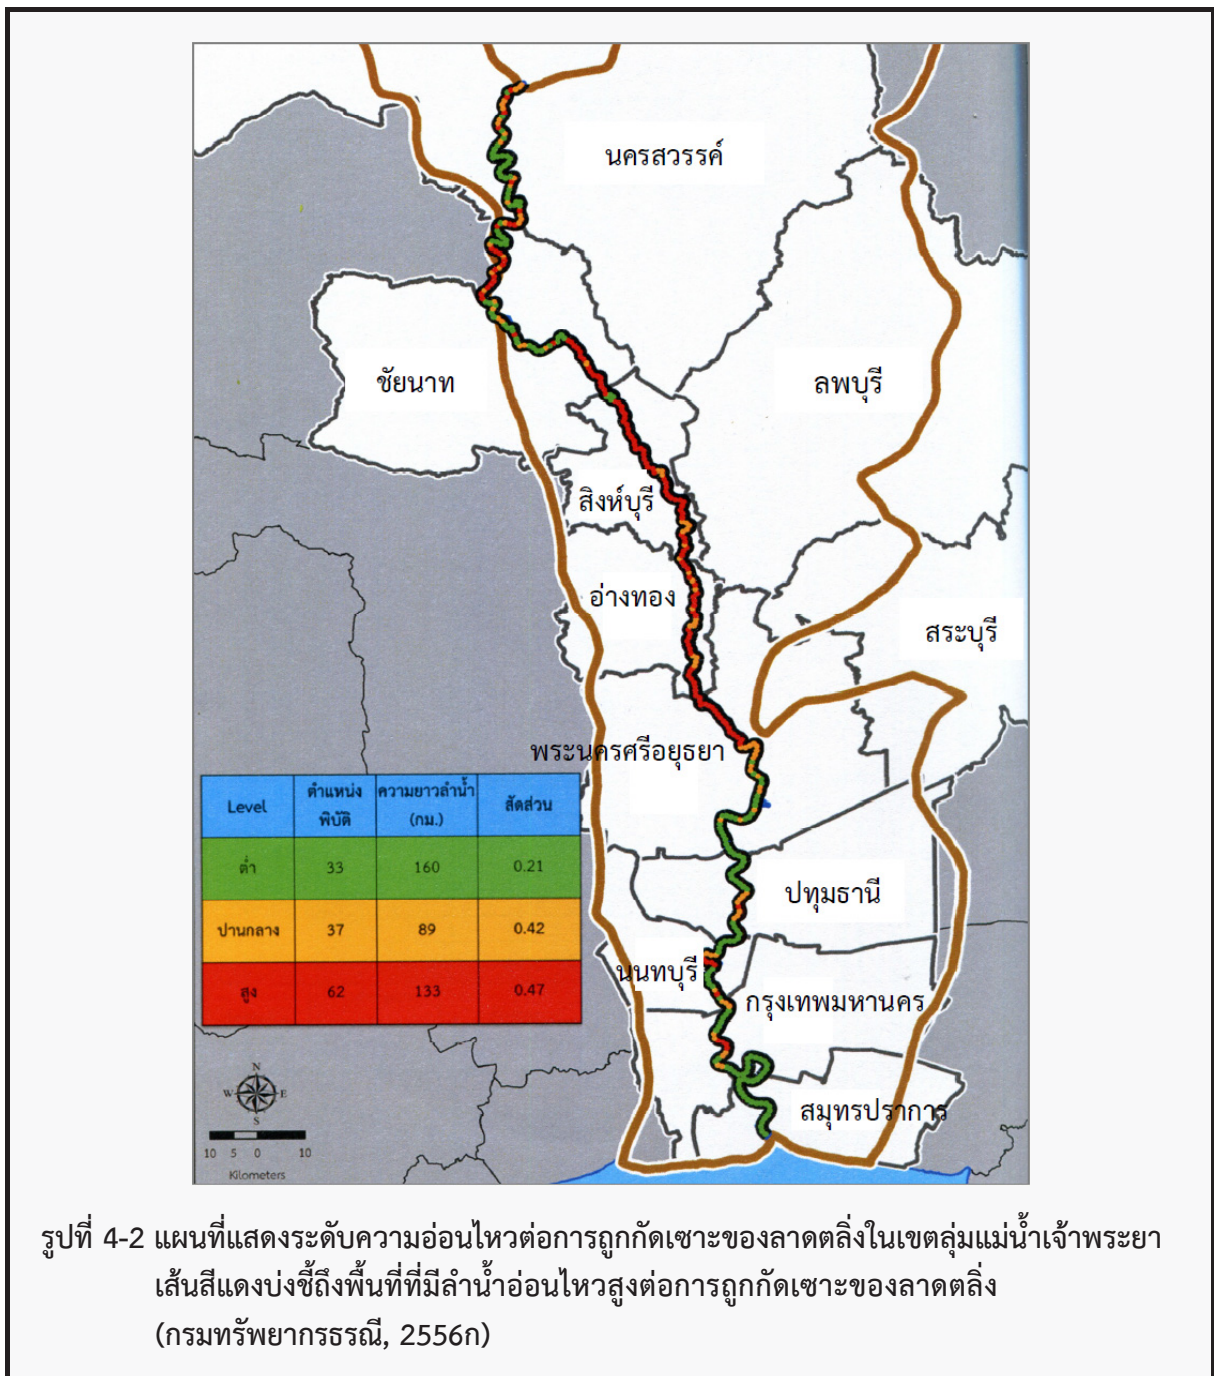 นครสวรรค์
ชัยนาท
ลพบุรี
สิงห์บุรี
อ่างทอง
สระบุรี
พระนครศรีอยุธยา
Level ตำแหน่งพิบัติ ความยาวลำน้ำ (กม.) สัดส่วน
ต่ำ 33 160 0.21
ปานกลาง 37 89 0.42
สูง 62 133 0.47
ปทุมธานี
นนทบุรี
กรุงเทพมหานคร
สมุทรปราการ
N
W E
S
10 5 0 10
Kilometers
รูปที่ 4-2 แผนที่แสดงระดับความอ่อนไหวต่อการถูกกัดเซาะของลาดตลิ่งในเขตลุ่มแม่น้ำเจ้าพระยา
เส้นสีแดงบ่งชี้ถึงพื้นที่ที่มีลำน้ำอ่อนไหวสูงต่อการถูกกัดเซาะของลาดตลิ่ง
(กรมทรัพยากรธรณี, 2556ก)